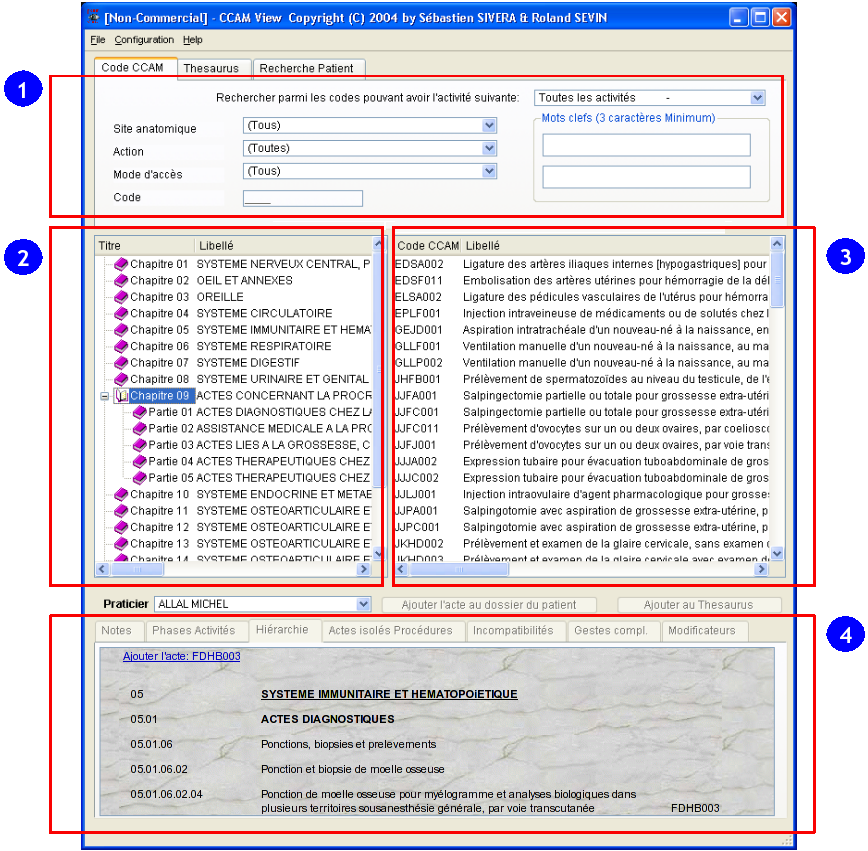 [Non-Commercial] - CCAM View Copyright (C) 2004 by Sébastien SIVERA & Roland SEVIN
File Configuration Help
Code CCAM Thesaurus Recherche Patient
1
Rechercher parmi les codes pouvant avoir l'activité suivante: Toutes les activités -
Site anatomique (Tous)
Mots clefs (3 caractères Minimum)
Action (Toutes)
Mode d'accès (Tous)
Code ____
2
3
Titre Libellé
Chapitre 01 SYSTEME NERVEUX CENTRAL, P
Chapitre 02 OEIL ET ANNEXES
Chapitre 03 OREILLE
Chapitre 04 SYSTEME CIRCULATOIRE
Chapitre 05 SYSTEME IMMUNITAIRE ET HEMA
Chapitre 06 SYSTEME RESPIRATOIRE
Chapitre 07 SYSTEME DIGESTIF
Chapitre 08 SYSTEME URINAIRE ET GENITAL
Chapitre 09 ACTES CONCERNANT LA PROCR
Partie 01 ACTES DIAGNOSTIQUES CHEZ LA
Partie 02 ASSISTANCE MEDICALE A LA PRO
Partie 03 ACTES LIES A LA GROSSESSE, C
Partie 04 ACTES THERAPEUTIQUES CHEZ
Partie 05 ACTES THERAPEUTIQUES CHEZ
Chapitre 10 SYSTEME ENDOCRINE ET METAB
Chapitre 11 SYSTEME OSTEOARTICULAIRE E
Chapitre 12 SYSTEME OSTEOARTICULAIRE E
Chapitre 13 SYSTEME OSTEOARTICULAIRE E
Chapitre 14 SYSTEME OSTEOARTICULAIRE E
Code CCAM Libellé
EDSA002 Ligature des artères iliaques internes [hypogastriques] pour
EDSF011 Embolisation des artères utérines pour hémorragie de la dél
ELSA002 Ligature des pédicules vasculaires de l'utérus pour hémorra
EPLF001 Injection intraveineuse de médicaments ou de solutés chez l
GEJD001 Aspiration intratrachéale d'un nouveau-né à la naissance, en
GLLF001 Ventilation manuelle d'un nouveau-né à la naissance, au ma
GLLP002 Ventilation manuelle d'un nouveau-né à la naissance, au ma
JHFB001 Prélèvement de spermatozoïdes au niveau du testicule, de l'é
JJFA001 Salpingectomie partielle ou totale pour grossesse extra-utéri
JJFC001 Salpingectomie partielle ou totale pour grossesse extra-utéri
JJFC011 Prélèvement d'ovocytes sur un ou deux ovaires, par coeliosc
JJFJ001 Prélèvement d'ovocytes sur un ou deux ovaires, par voie trans
JJJA002 Expression tubaire pour évacuation tuboabdominale de gros
JJJC002 Expression tubaire pour évacuation tuboabdominale de gros
JJLJ001 Injection intraovulaire d'agent pharmacologique pour grosses
JJPA001 Salpingotomie avec aspiration de grossesse extra-utérine, p
JJPC001 Salpingotomie avec aspiration de grossesse extra-utérine, p
JKHD002 Prélèvement et examen de la glaire cervicale, sans examen
JKHD003 Prélèvement et examen de la glaire cervicale avec examen
Praticier ALLAL MICHEL Ajouter l'acte au dossier du patient Ajouter au Thesaurus
4
Notes Phases Activités Hiérarchie Actes isolés Procédures Incompatibilités Gestes compl. Modificateurs
Ajouter l'acte: FDHB003
05 SYSTEME IMMUNITAIRE ET HEMATOPOïETIQUE
05.01 ACTES DIAGNOSTIQUES
05.01.06 Ponctions, biopsies et prelevements
05.01.06.02 Ponction et biopsie de moelle osseuse
05.01.06.02.04 Ponction de moelle osseuse pour myélogramme et analyses biologiques dans
plusieurs territoires sousanesthésie générale, par voie transcutanée FDHB003